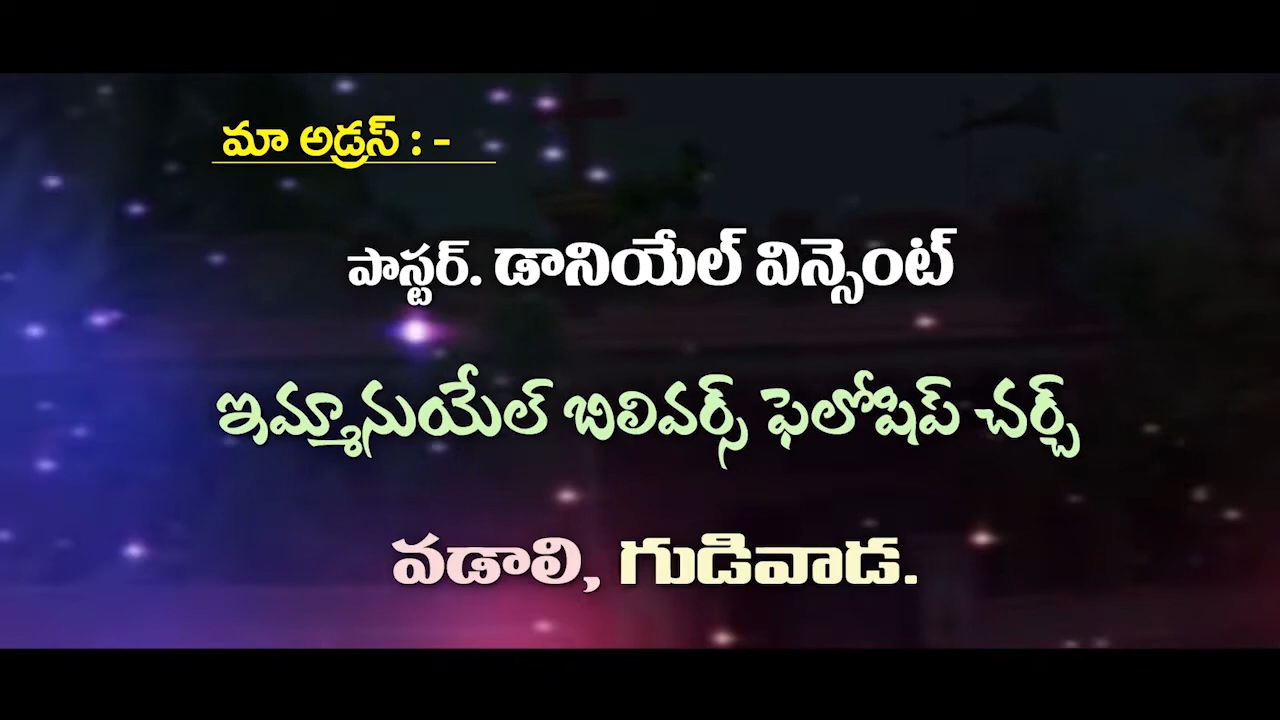 మా అడ్రస్ : -
పాస్టర్. డానియేల్ విన్సెంట్
ఇమ్మానుయేల్ బిలివర్స్ ఫెలోషిప్ చర్చ్
వడాలి, గుడివాడ.